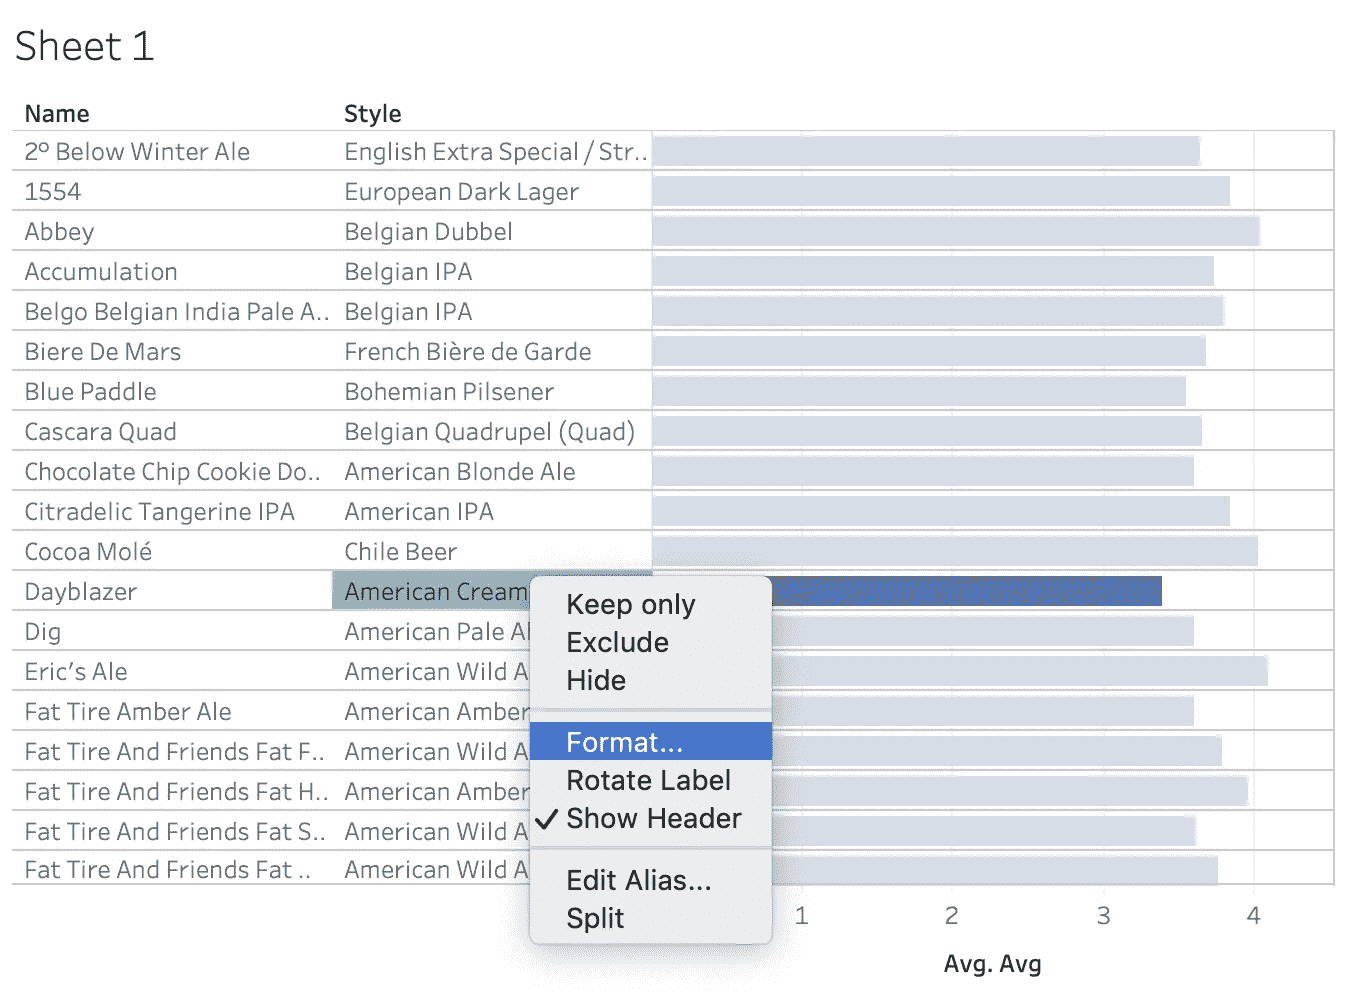 Sheet 1
Name Style
2º Below Winter Ale English Extra Special / Str..
1554 European Dark Lager
Abbey Belgian Dubbel
Accumulation Belgian IPA
Belgo Belgian India Pale A.. Belgian IPA
Biere De Mars French Bière de Garde
Blue Paddle Bohemian Pilsener
Cascara Quad Belgian Quadrupel (Quad)
Chocolate Chip Cookie Do.. American Blonde Ale
Citradelic Tangerine IPA American IPA
Cocoa Molé Chile Beer
Dayblazer American Cream
Dig American Pale Al
Eric's Ale American Wild A
Fat Tire Amber Ale American Amber
Fat Tire And Friends Fat F.. American Wild A
Fat Tire And Friends Fat H.. American Amber
Fat Tire And Friends Fat S.. American Wild A
Fat Tire And Friends Fat .. American Wild A
Keep only
Exclude
Hide
Format...
Rotate Label
✓ Show Header
Edit Alias...
Split
1 2 3 4
Avg. Avg